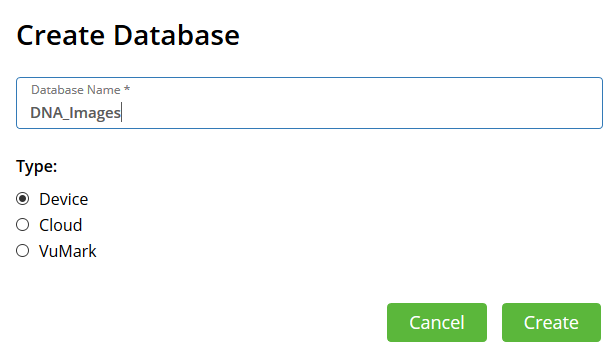 Create Database
Database Name *
DNA_Images
Type:
Device
Cloud
VuMark
Cancel Create